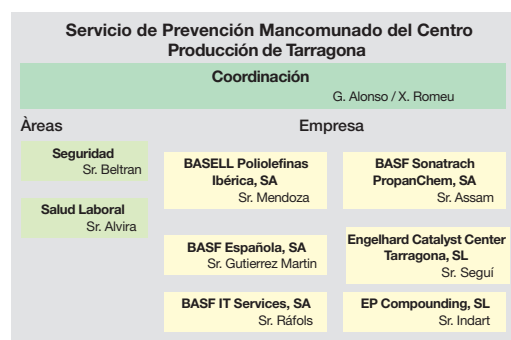 Servicio de Prevención Mancomunado del Centro
Producción de Tarragona
Coordinación
G. Alonso / X. Romeu
Àreas
Empresa
Seguridad
Sr. Beltran
Salud Laboral
Sr. Alvira
BASELL Poliolefinas
Ibérica, SA
Sr. Mendoza
BASF Sonatrach
PropanChem, SA
Sr. Assam
BASF Española, SA
Sr. Gutierrez Martin
Engelhard Catalyst Center
Tarragona, SL
Sr. Seguí
BASF IT Services, SA
Sr. Ráfols
EP Compounding, SL
Sr. Indart